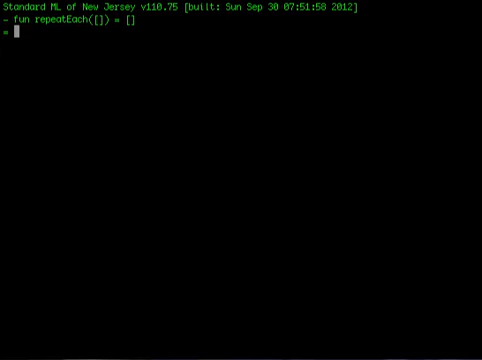 Standard ML of New Jersey v110.75 [built: Sun Sep 30 07:51:58 2012]
- fun repeatEach([]) = []
=